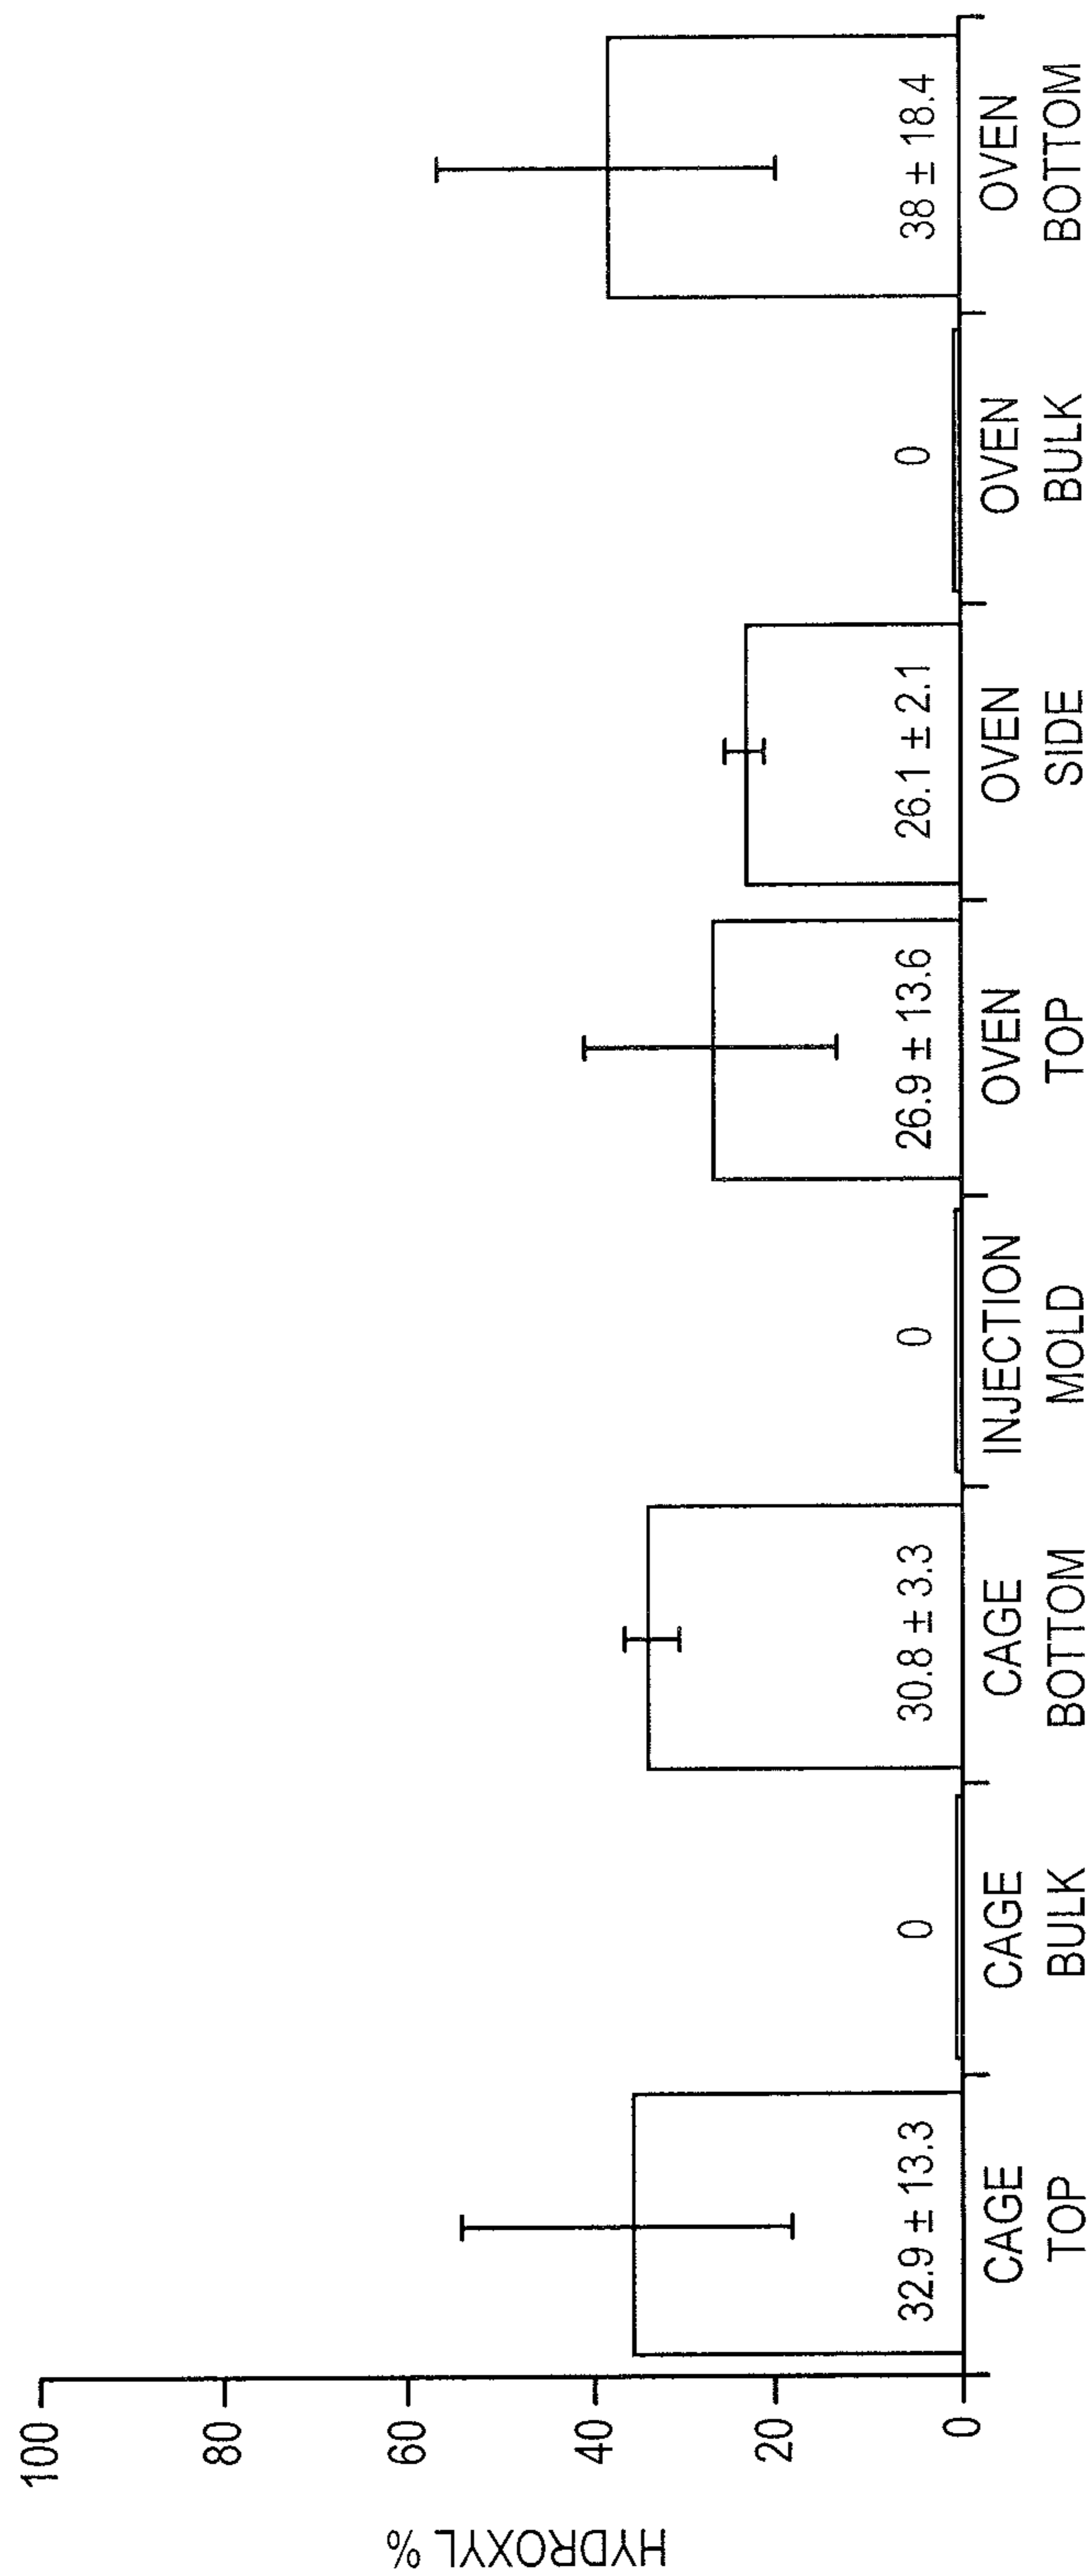 HYDROXYL %
100
80
60
40
20
0
32.9 ± 13.3
0
30.8 ± 3.3
0
26.9 ± 13.6
26.1 ± 2.1
0
38 ± 18.4
CAGE
TOP
CAGE
BULK
CAGE
BOTTOM
INJECTION
MOLD
OVEN
TOP
OVEN
SIDE
OVEN
BULK
OVEN
BOTTOM